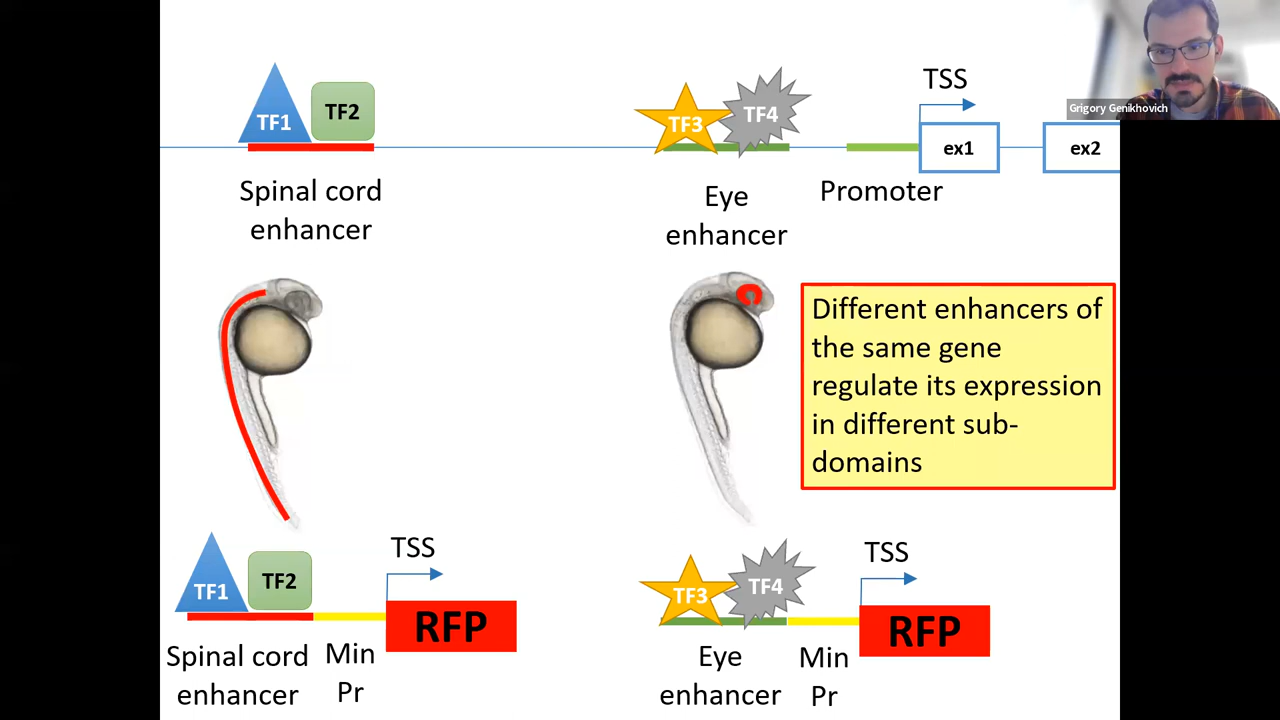 Grigory Genikhovich
TSS
TF1
TF2
TF3
TF4
ex1
ex2
Spinal cord
enhancer
Eye
enhancer
Promoter
Different enhancers of
the same gene
regulate its expression
in different sub-
domains
TSS
TF1
TF2
RFP
Spinal cord
enhancer
Min
Pr
TSS
TF3
TF4
RFP
Eye
enhancer
Min
Pr